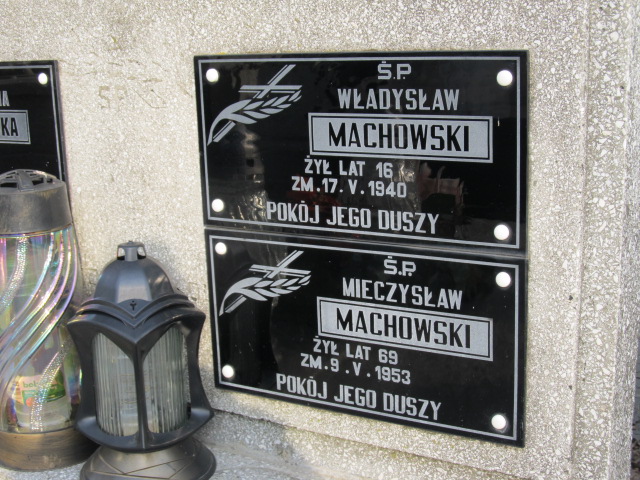 Ś.P.
WŁADYSŁAW
MACHOWSKI
ŻYŁ LAT 16
ZM. 17. V. 1940
POKÓJ JEGO DUSZY
Ś.P.
MIECZYSŁAW
MACHOWSKI
ŻYŁ LAT 69
ZM. 9. V. 1953
POKÓJ JEGO DUSZY